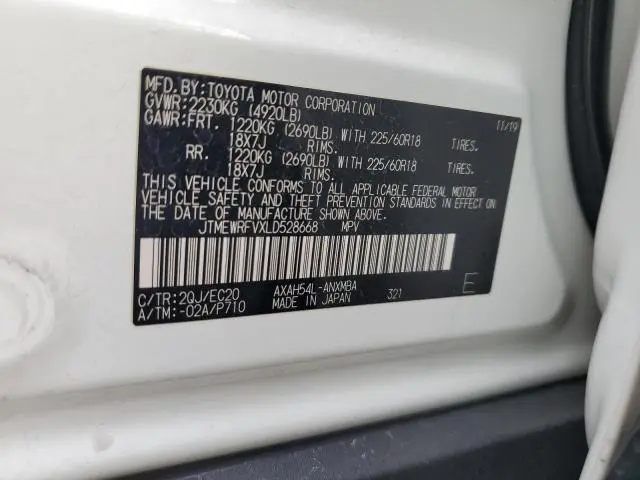 MFD. BY: TOYOTA MOTOR CORPORATION 11/19
GVWR: 2230KG (4920LB)
GAWR: FRT. 1220KG (2690LB) WITH 225/60R18 TIRES.
18X7J RIMS.
RR. 1220KG (2690LB) WITH 225/60R18 TIRES.
18X7J RIMS.
THIS VEHICLE CONFORMS TO ALL APPLICABLE FEDERAL MOTOR
VEHICLE SAFETY AND THEFT PREVENTION STANDARDS IN EFFECT
ON THE DATE OF MANUFACTURE SHOWN ABOVE.
JTMEWRFVXLD528668 MPV
C/TR: 2QJ/EC20 AXAH54L-ANXMBA 321 E
A/TM: -02A/P710 MADE IN JAPAN